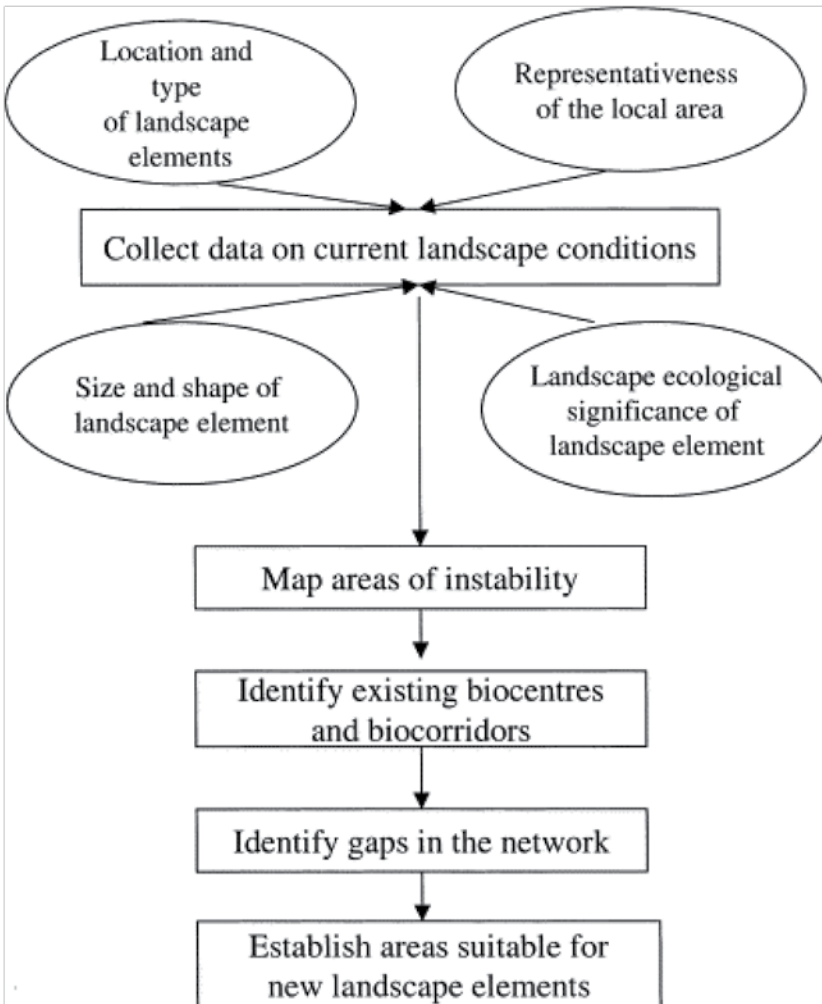 Location and
type
of landscape
elements
Representativeness
of the local area
Collect data on current landscape conditions
Size and shape of
landscape element
Landscape ecological
significance of
landscape element
Map areas of instability
Identify existing biocentres
and biocorridors
Identify gaps in the network
Establish areas suitable for
new landscape elements